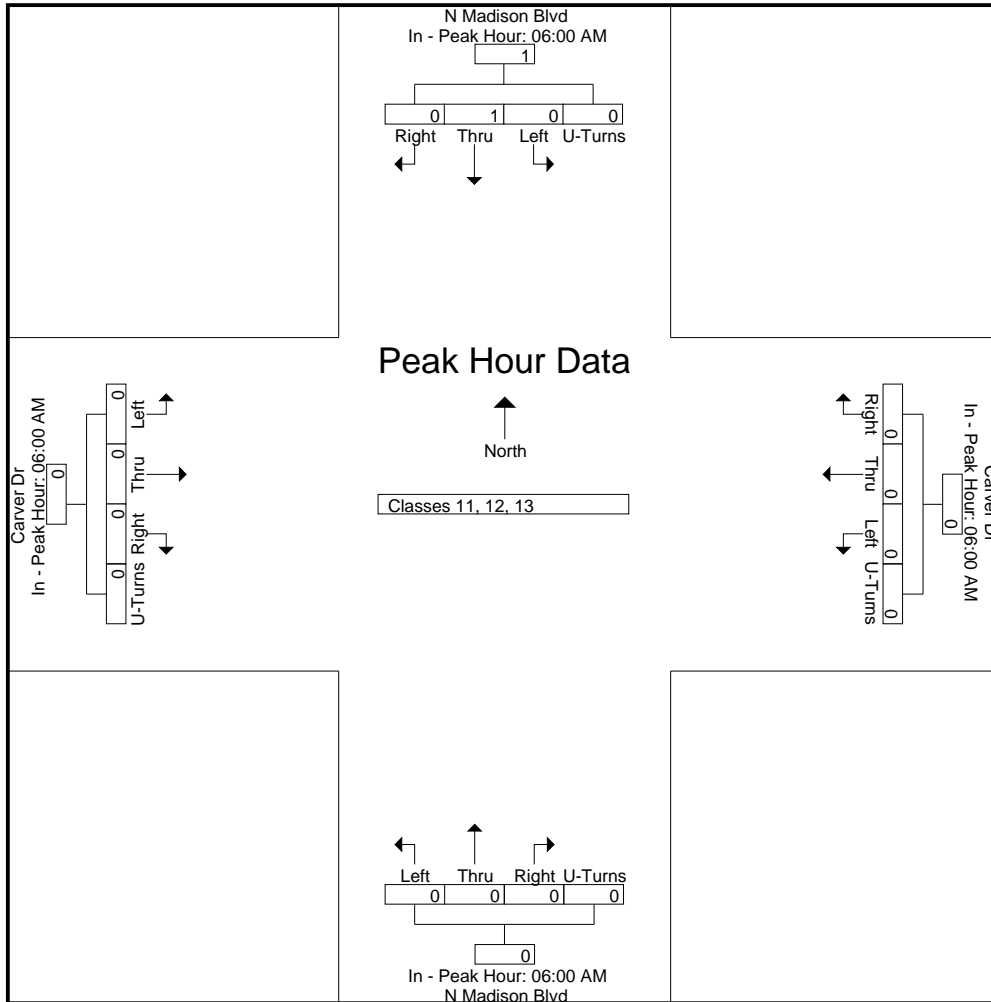 N Madison Blvd
In - Peak Hour: 06:00 AM
1
0 1 0 0
Right Thru Left U-Turns
Peak Hour Data
North
Classes 11, 12, 13
Carver Dr
In - Peak Hour: 06:00 AM
0
0 0 0 0
Left Thru Right U-Turns
Carver Dr
In - Peak Hour: 06:00 AM
0
0 0 0 0
Right Thru Left U-Turns
Left Thru Right U-Turns
0 0 0 0
0
In - Peak Hour: 06:00 AM
N Madison Blvd